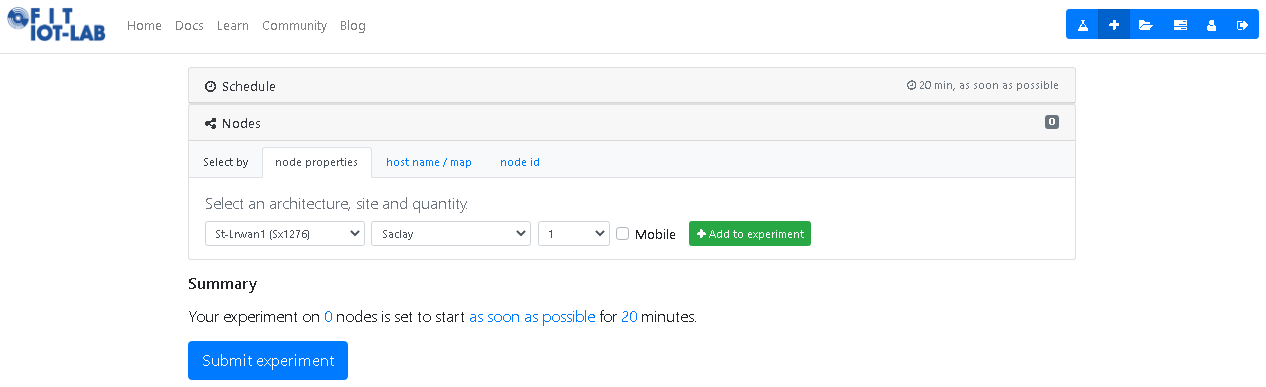 FIT
IOT-LAB
Home Docs Learn Community Blog
Schedule 20 min, as soon as possible
Nodes 0
Select by node properties host name / map node id
Select an architecture, site and quantity.
St-Lrwan1 (Sx1276) Saclay 1 Mobile Add to experiment
Summary
Your experiment on 0 nodes is set to start as soon as possible for 20 minutes.
Submit experiment